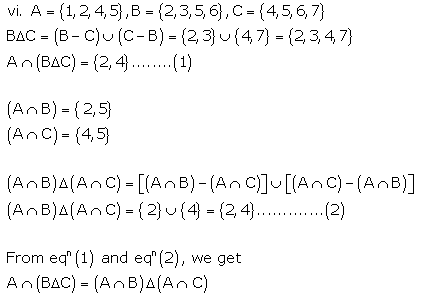 vi. A = {1,2,4,5}, B = {2,3,5,6}, C = {4,5,6,7}
BΔC = (B − C) ∪ (C − B) = {2,3} ∪ {4,7} = {2,3,4,7}
A ∩ (BΔC) = {2,4}........(1)
(A ∩ B) = {2,5}
(A ∩ C) = {4,5}
(A ∩ B) Δ (A ∩ C) = [(A ∩ B) − (A ∩ C)] ∪ [(A ∩ C) − (A ∩ B)]
(A ∩ B) Δ (A ∩ C) = {2} ∪ {4} = {2,4}.............(2)
From eqⁿ(1) and eqⁿ(2), we get
A ∩ (BΔC) = (A ∩ B) Δ (A ∩ C)